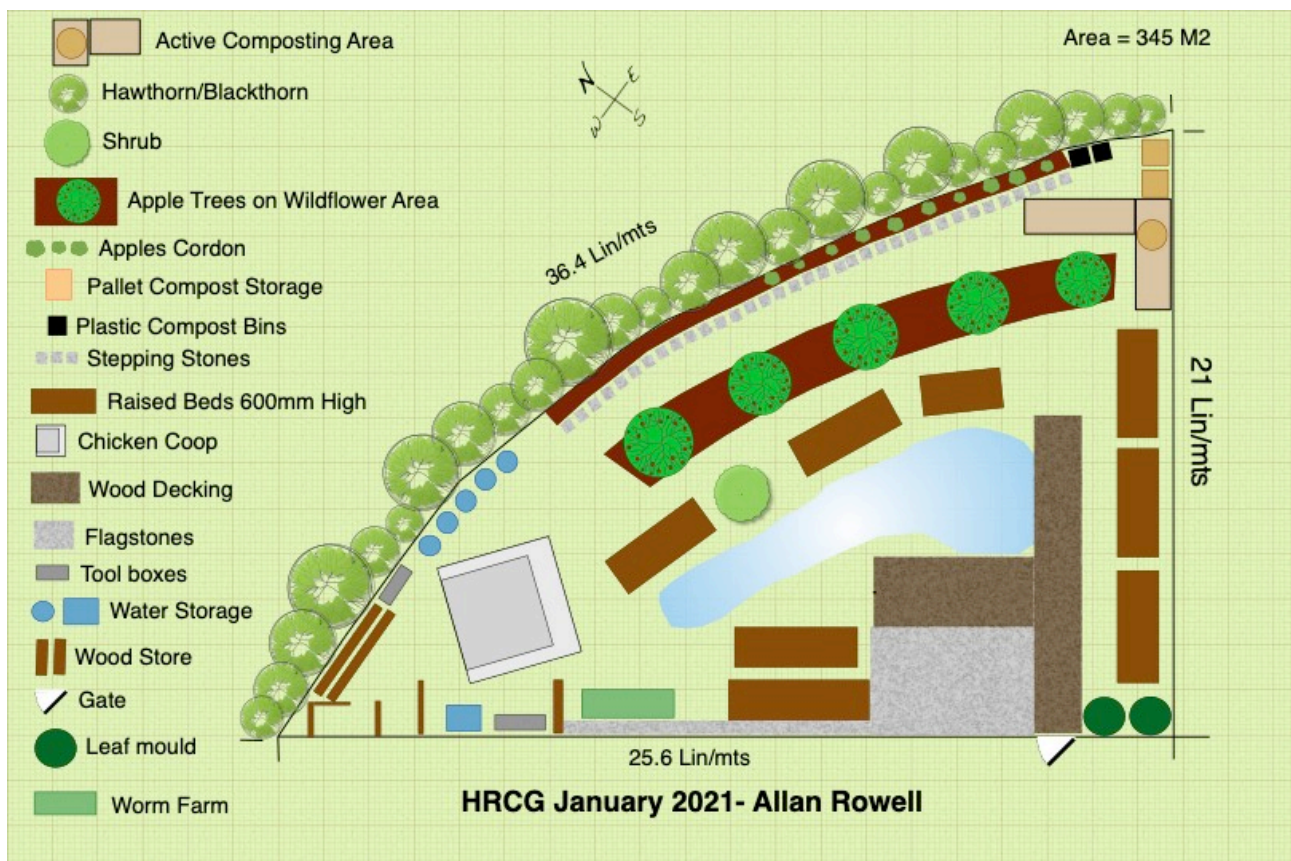 Active Composting Area
Area = 345 M2
Hawthorn/Blackthorn
N
E
W
S
Shrub
Apple Trees on Wildflower Area
Apples Cordon
36.4 Lin/mts
Pallet Compost Storage
Plastic Compost Bins
Stepping Stones
Raised Beds 600mm High
21 Lin/mts
Chicken Coop
Wood Decking
Flagstones
Tool boxes
Water Storage
Wood Store
Gate
Leaf mould
25.6 Lin/mts
Worm Farm
HRCG January 2021- Allan Rowell